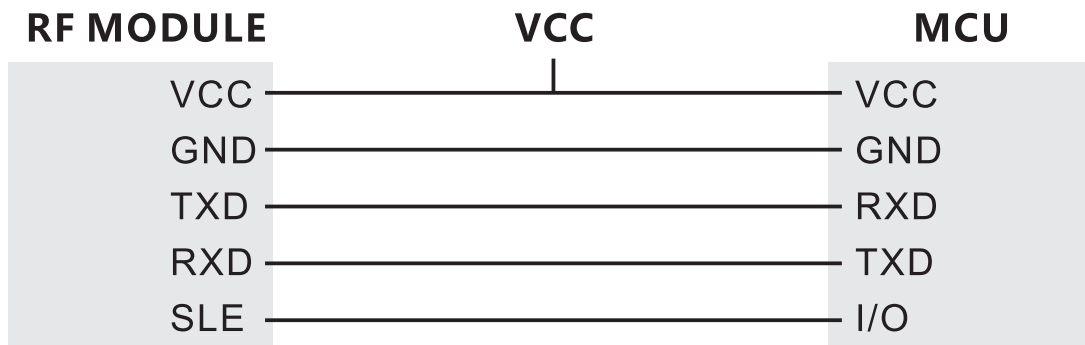 RF MODULE VCC MCU
VCC VCC
GND GND
TXD RXD
RXD TXD
SLE I/O